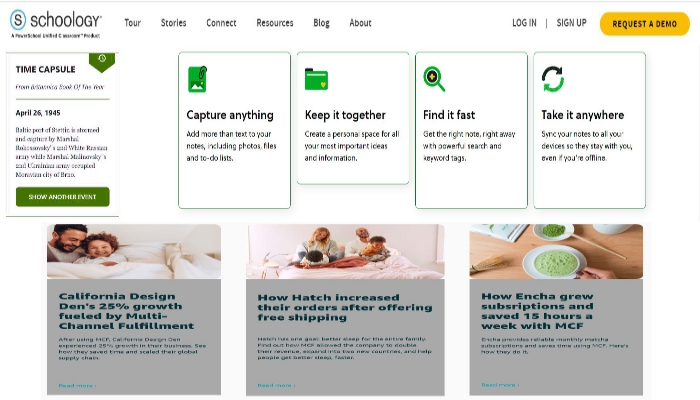 S schoology®
A PowerSchool Unified Classroom™ Product
Tour
Stories
Connect
Resources
Blog
About
LOG IN | SIGN UP
REQUEST A DEMO
TIME CAPSULE
From Britannica Book Of The Year
April 26, 1945
Baltic port of Stettin is stormed
and capture by Marshal
Rokossovsky's 2nd White Russian
army while Marshal Malinovsky's
2nd Ukrainian army occupied
Moravian city of Brno.
SHOW ANOTHER EVENT
Capture anything
Add more than text to your
notes, including photos, files
and to-do lists.
Keep it together
Create a personal space for all
your most important ideas
and information.
Find it fast
Get the right note, right away
with powerful search and
keyword tags.
Take it anywhere
Sync your notes to all your
devices so they stay with you,
even if you're offline.
California Design
Den's 25% growth
fueled by Multi-
Channel Fulfillment
After using MCF, California Design Den
experienced 25% growth in their business. See
how they saved time and scaled their global
supply chain.
Read more ›
How Hatch increased
their orders after offering
free shipping
Hatch has one goal: better sleep for the entire family.
Find out how MCF allowed the company to double
their revenue, expand into two new countries, and help
people get better sleep, faster.
Read more ›
How Encha grew
subsriptions and
saved 15 hours a
week with MCF
Encha provides reliable monthly matcha
subscriptions and saves time using MCF. Here's
how they do it.
Read more ›